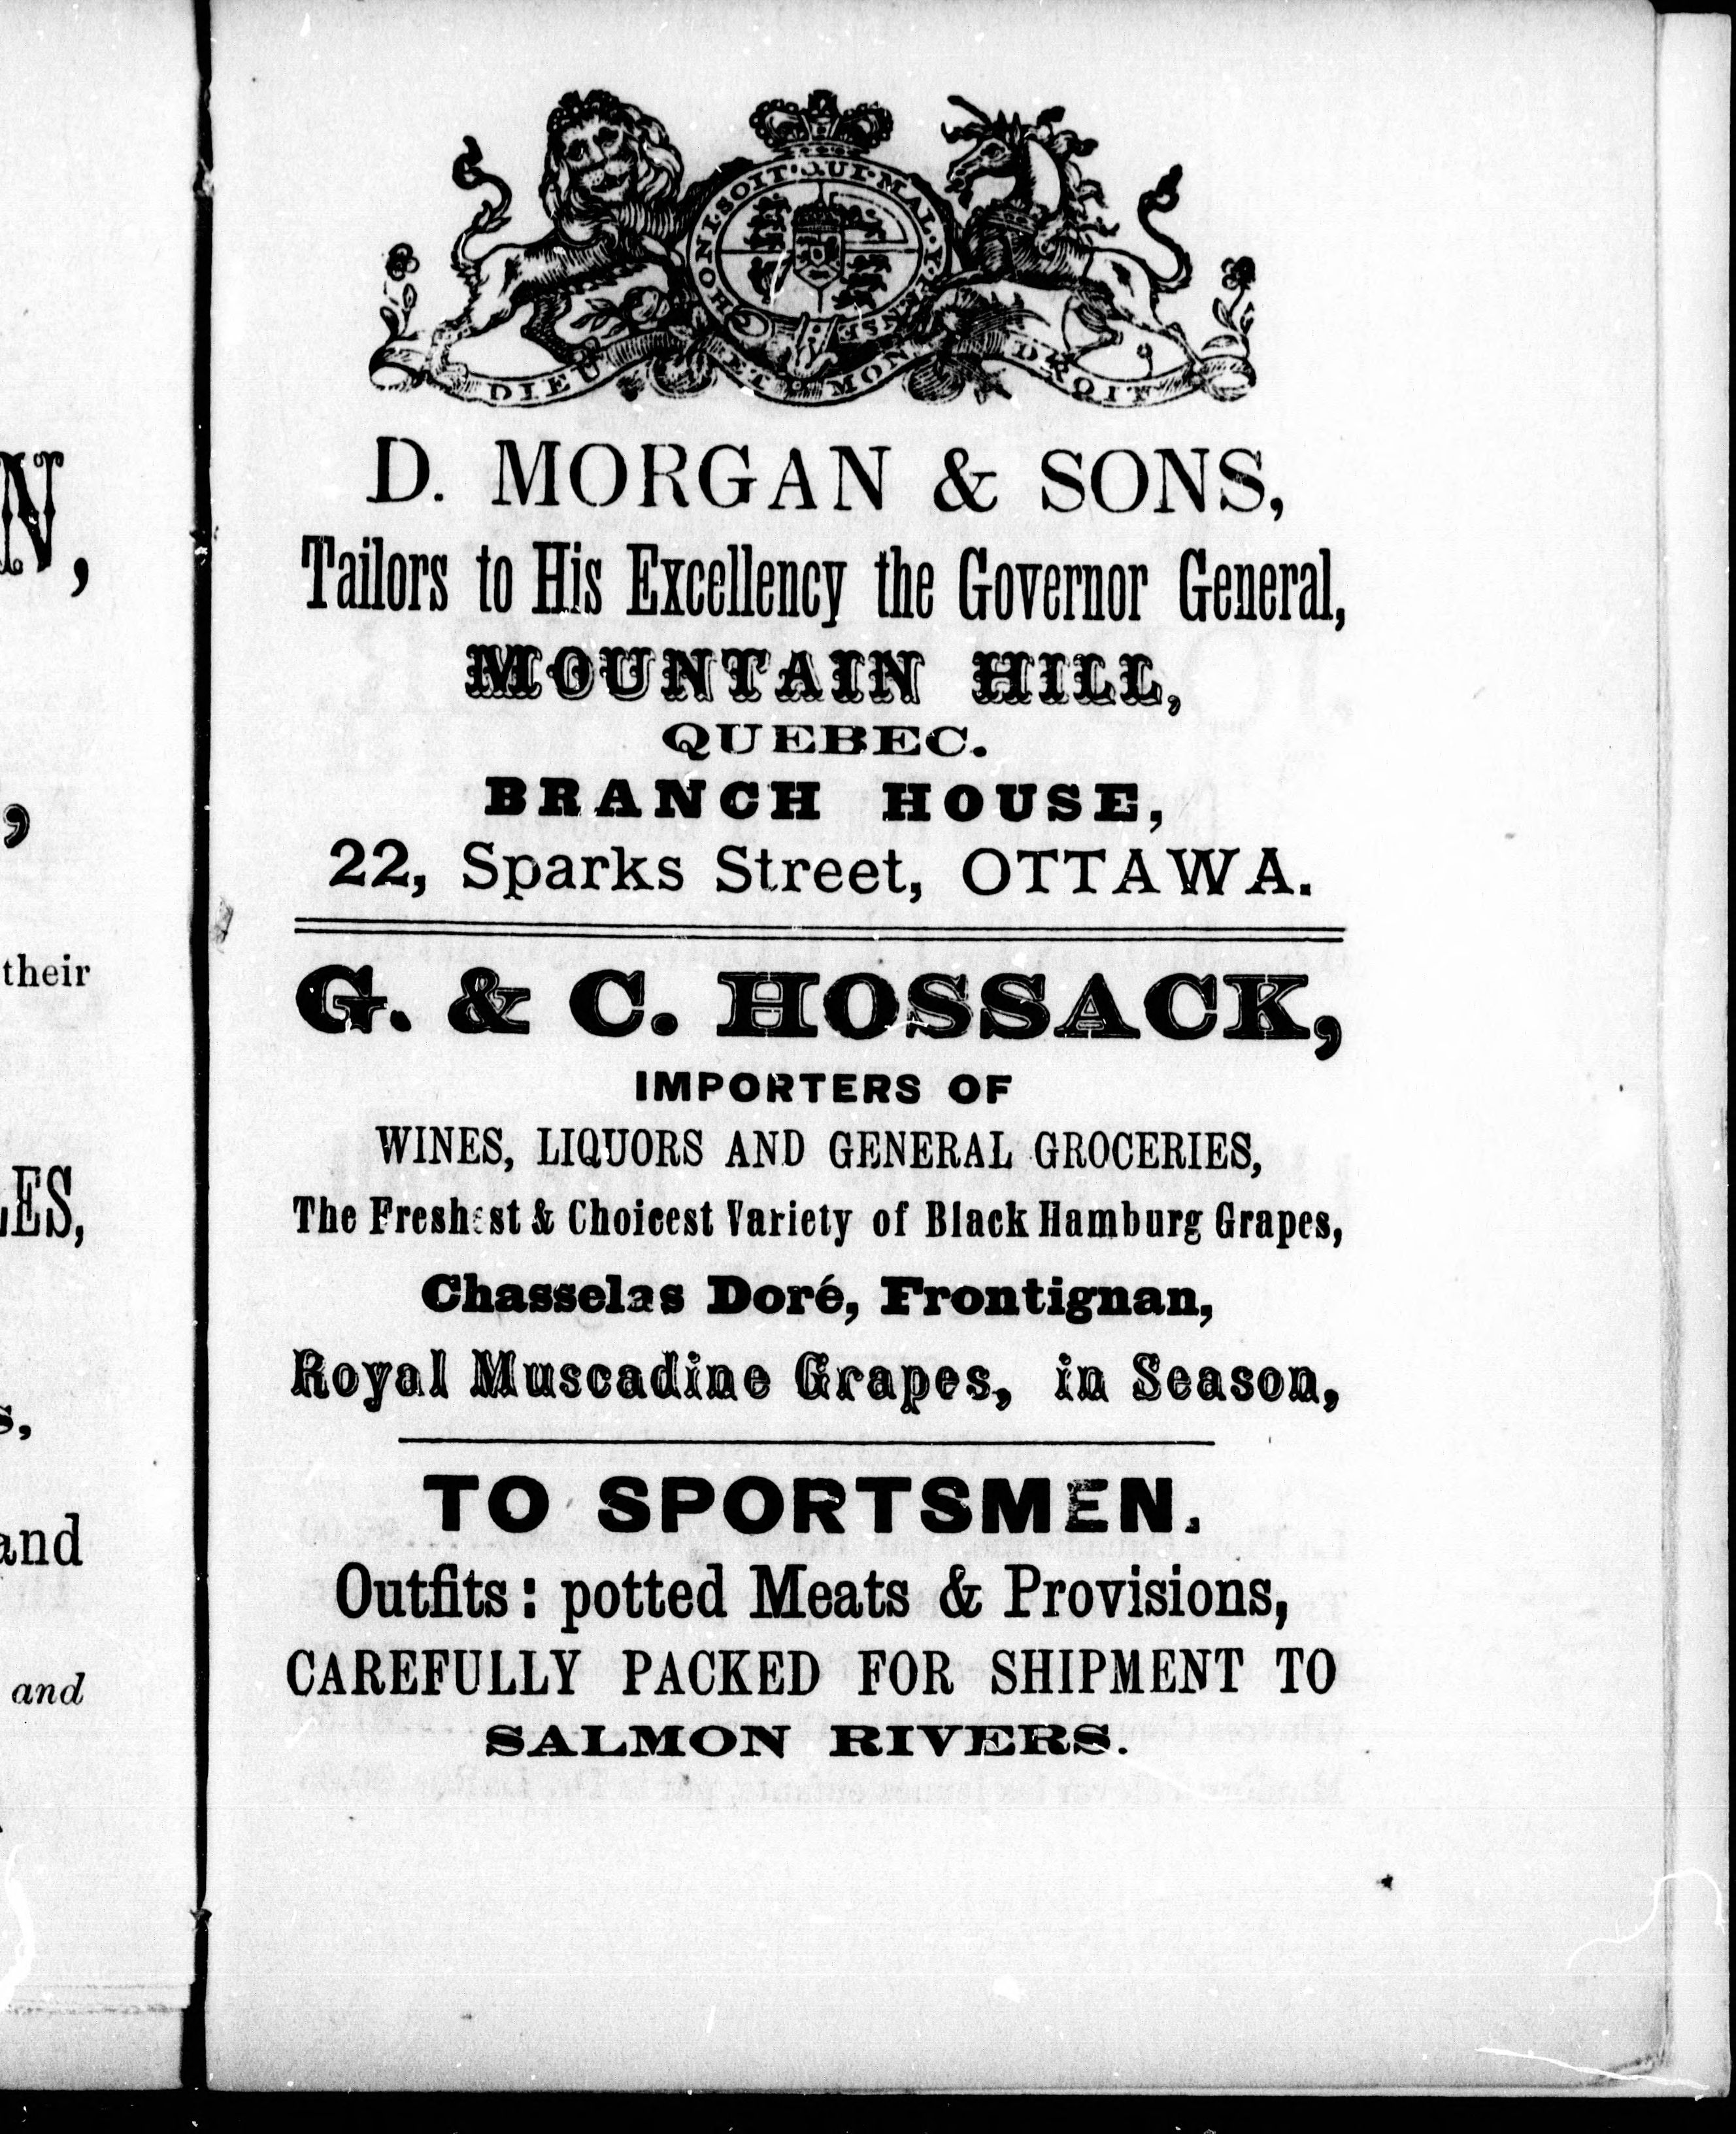 N,
,
their
LES,
s,
and
and
HONI·SOIT·QUI·MAL·Y·PENSE
DIEU ET MON DROIT
D. MORGAN & SONS,
Tailors to His Excellency the Governor General,
MOUNTAIN HILL,
QUEBEC.
BRANCH HOUSE,
22, Sparks Street, OTTAWA.
G. & C. HOSSACK,
IMPORTERS OF
WINES, LIQUORS AND GENERAL GROCERIES,
The Freshest & Choicest Variety of Black Hamburg Grapes,
Chasselas Doré, Frontignan,
Royal Muscadine Grapes, in Season,
TO SPORTSMEN.
Outfits: potted Meats & Provisions,
CAREFULLY PACKED FOR SHIPMENT TO
SALMON RIVERS.